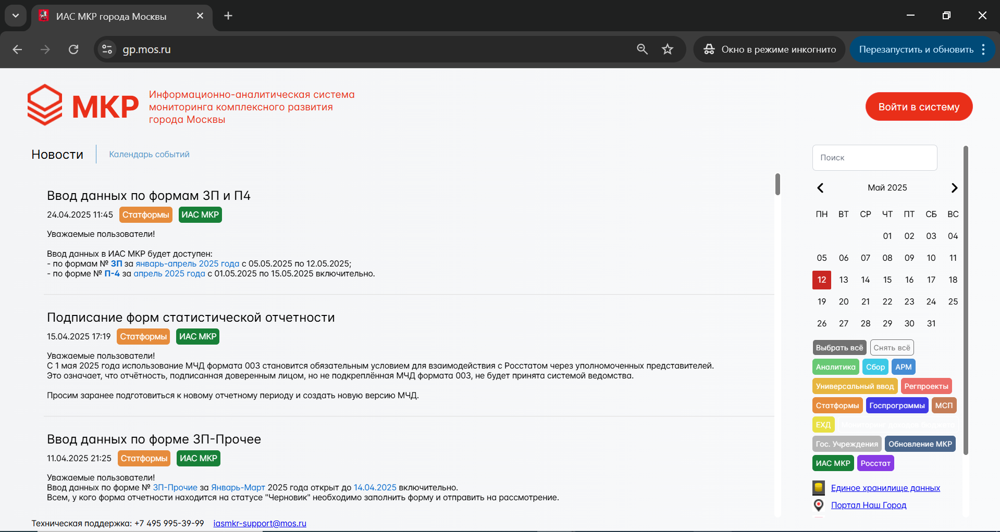 ИАС МКР города Москвы
gp.mos.ru
Окно в режиме инкогнито
Перезапустить и обновить
МКР
Информационно-аналитическая система
мониторинга комплексного развития
города Москвы
Войти в систему
Новости
Календарь событий
Ввод данных по формам ЗП и П4
24.04.2025 11:45 Статформы ИАС МКР
Уважаемые пользователи!
Ввод данных в ИАС МКР будет доступен:
- по формам № ЗП за январь-апрель 2025 года с 05.05.2025 по 12.05.2025;
- по форме № П-4 за апрель 2025 года с 01.05.2025 по 15.05.2025 включительно.
Подписание форм статистической отчетности
15.04.2025 17:19 Статформы ИАС МКР
Уважаемые пользователи!
С 1 мая 2025 года использование МЧД формата 003 становится обязательным условием для взаимодействия с Росстатом через уполномоченных представителей.
Это означает, что отчётность, подписанная доверенным лицом, но не подкреплённая МЧД формата 003, не будет принята системой ведомства.
Просим заранее подготовиться к новому отчетному периоду и создать новую версию МЧД.
Ввод данных по форме ЗП-Прочее
11.04.2025 21:25 Статформы ИАС МКР
Уважаемые пользователи!
Ввод данных по форме № ЗП-Прочие за Январь-Март 2025 года открыт до 14.04.2025 включительно.
Всем, у кого форма отчетности находится на статусе "Черновик" необходимо заполнить форму и отправить на рассмотрение.
Техническая поддержка: +7 495 995-39-99 iasmkr-support@mos.ru
Поиск
Май 2025
ПН ВТ СР ЧТ ПТ СБ ВС
01 02 03 04
05 06 07 08 09 10 11
12 13 14 15 16 17 18
19 20 21 22 23 24 25
26 27 28 29 30 31
Выбрать всё Снять всё
Аналитика Сбор АРМ
Универсальный ввод Регпроекты
Статформы Госпрограммы МСП
ЕХД Мониторинг доходов бюджета
Гос. Учреждения Обновление МКР
ИАС МКР Росстат
Единое хранилище данных
Портал Наш Город